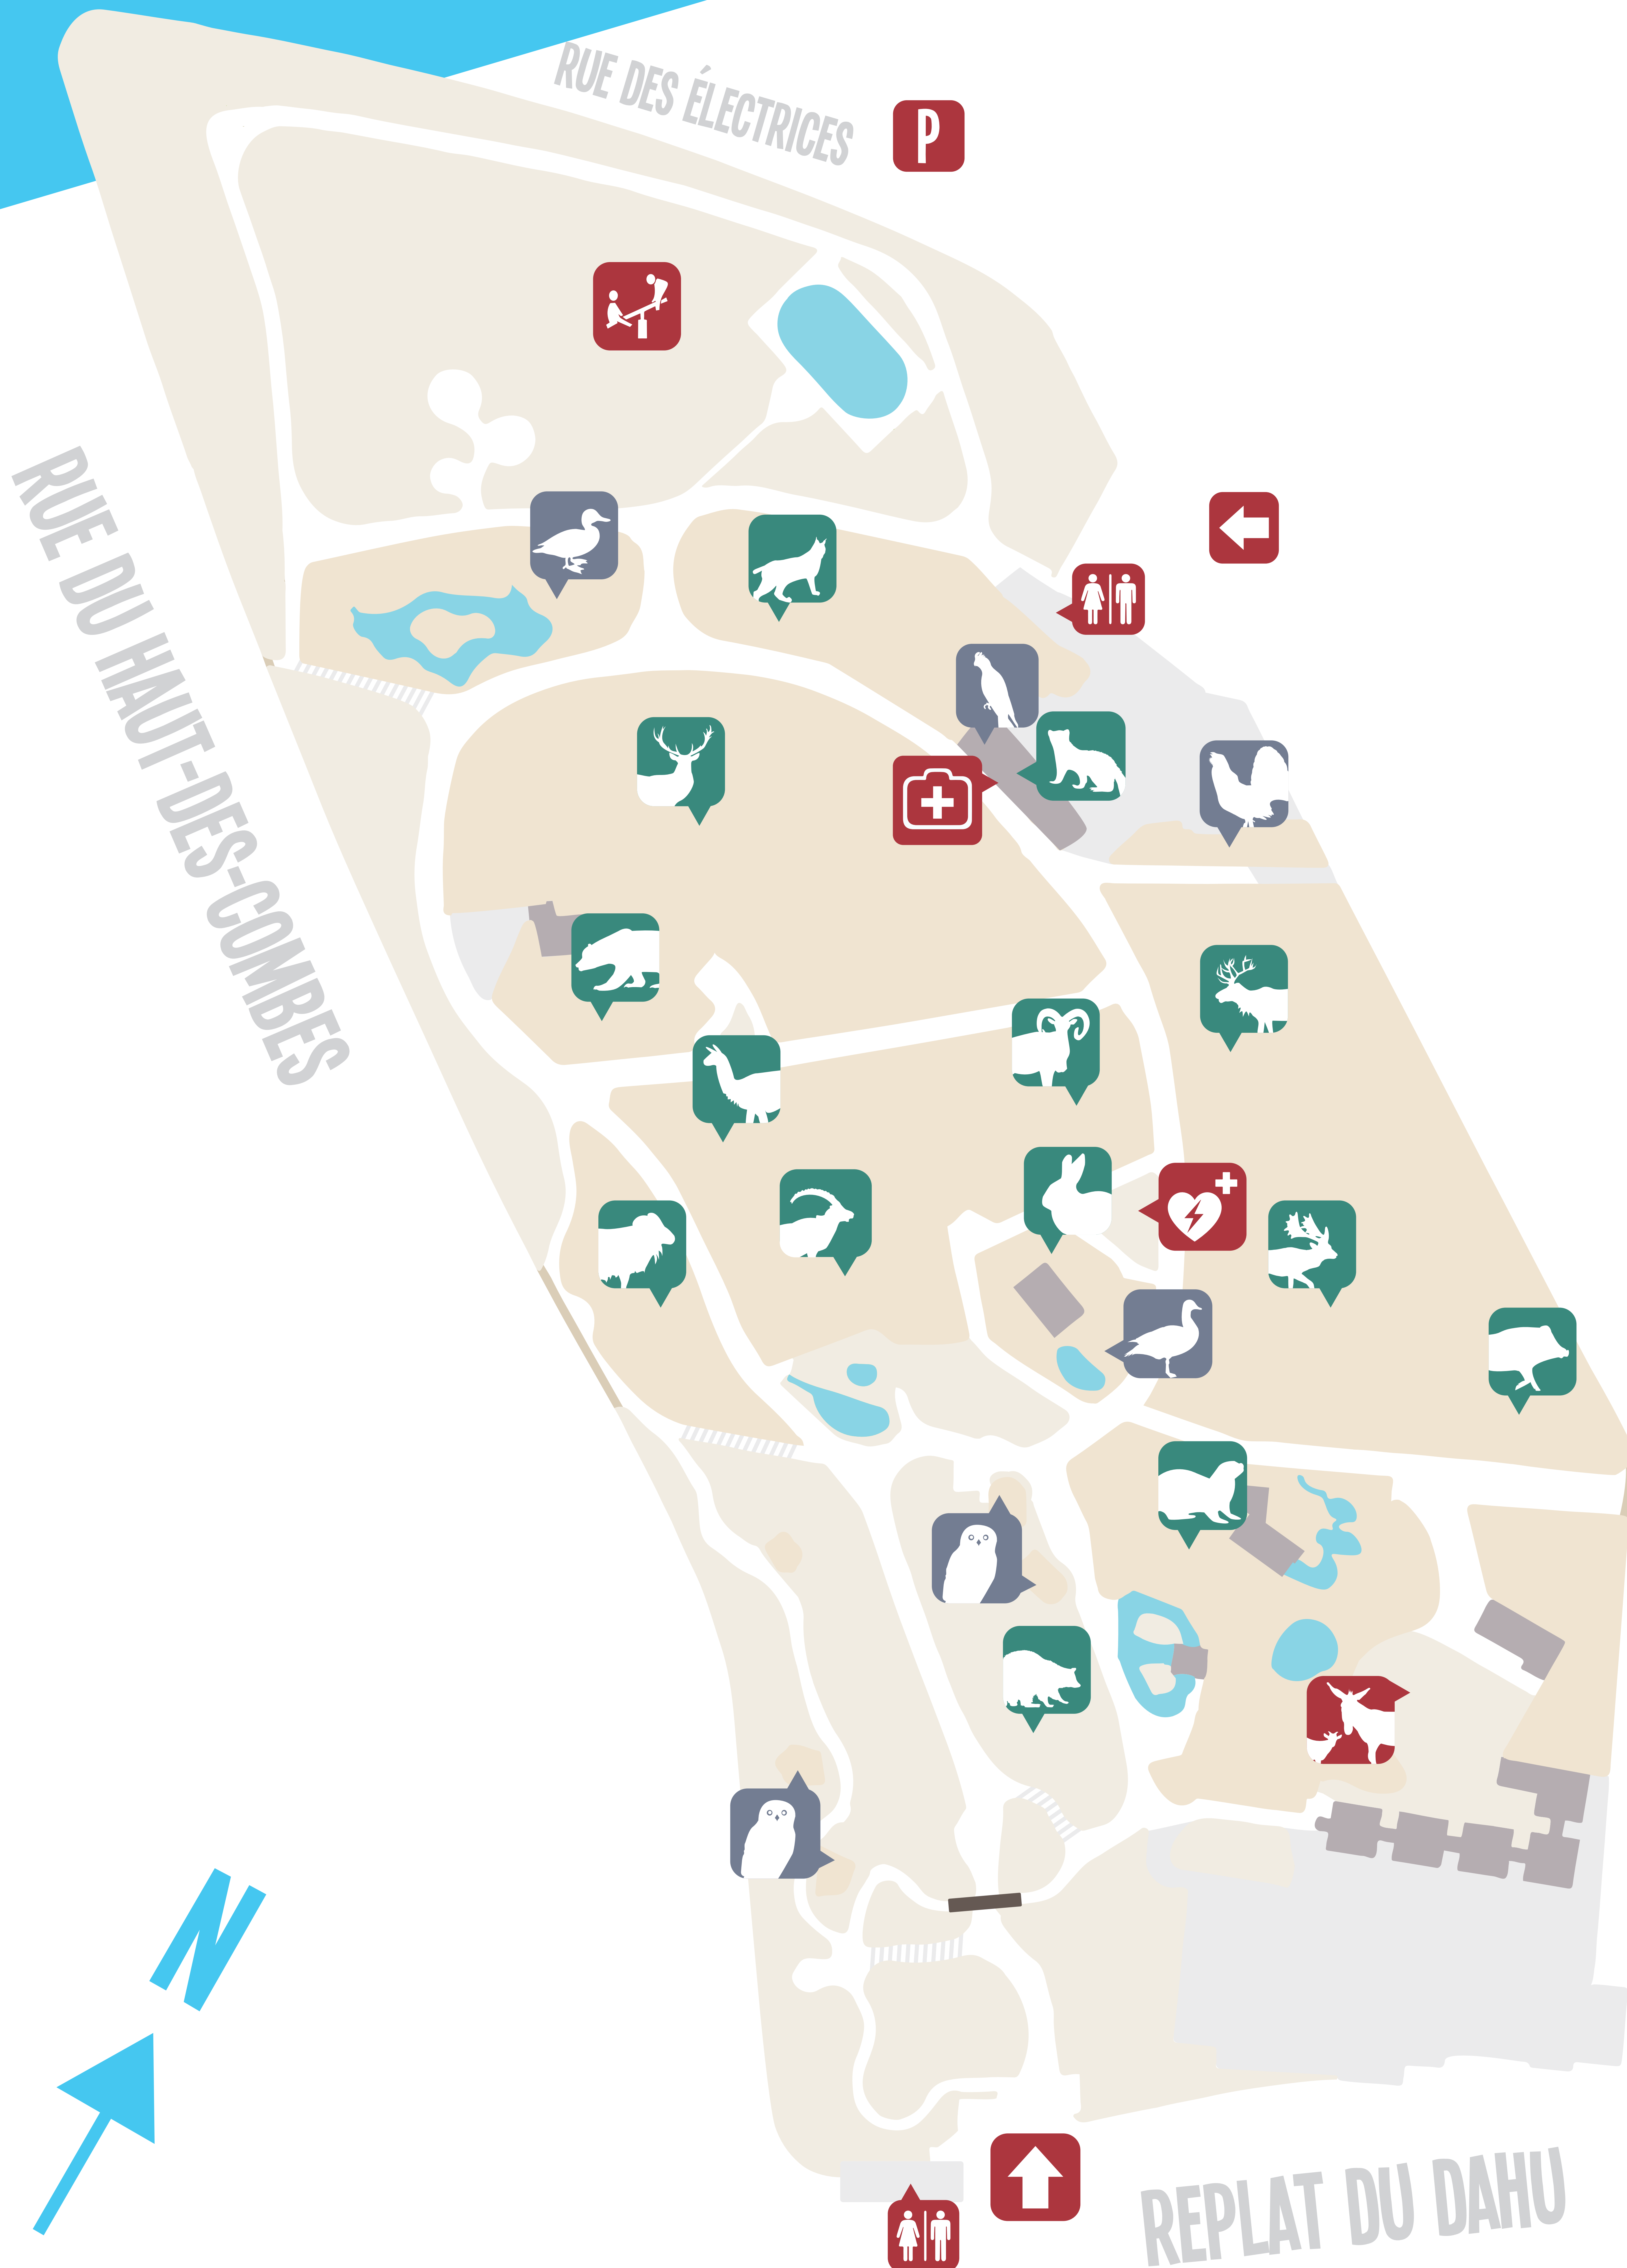 RUE DES ÉLECTRICES
P
RUE DU HAUT-DES-COMBES
N
REPLAT DU DAHU